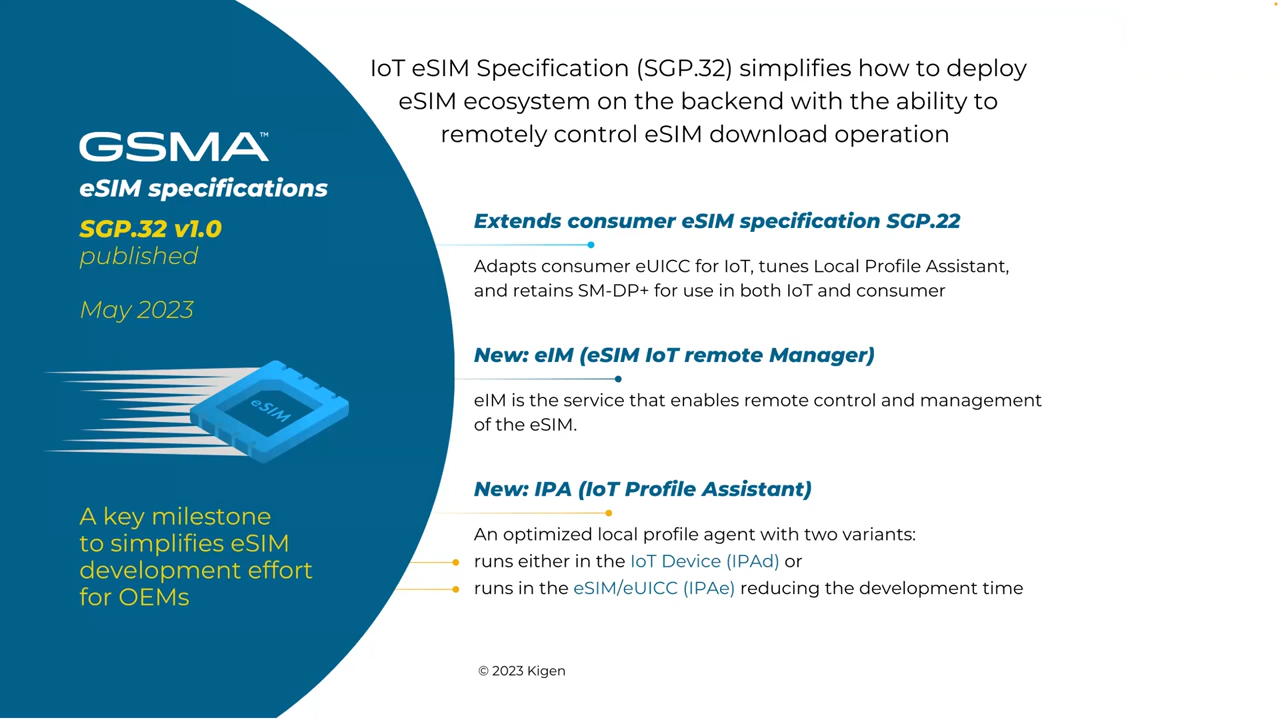 GSMA™
eSIM specifications
SGP.32 v1.0
published
May 2023
eSIM
A key milestone
to simplifies eSIM
development effort
for OEMs
IoT eSIM Specification (SGP.32) simplifies how to deploy
eSIM ecosystem on the backend with the ability to
remotely control eSIM download operation
Extends consumer eSIM specification SGP.22
Adapts consumer eUICC for IoT, tunes Local Profile Assistant,
and retains SM-DP+ for use in both IoT and consumer
New: eIM (eSIM IoT remote Manager)
eIM is the service that enables remote control and management
of the eSIM.
New: IPA (IoT Profile Assistant)
An optimized local profile agent with two variants:
runs either in the IoT Device (IPAd) or
runs in the eSIM/eUICC (IPAe) reducing the development time
© 2023 Kigen